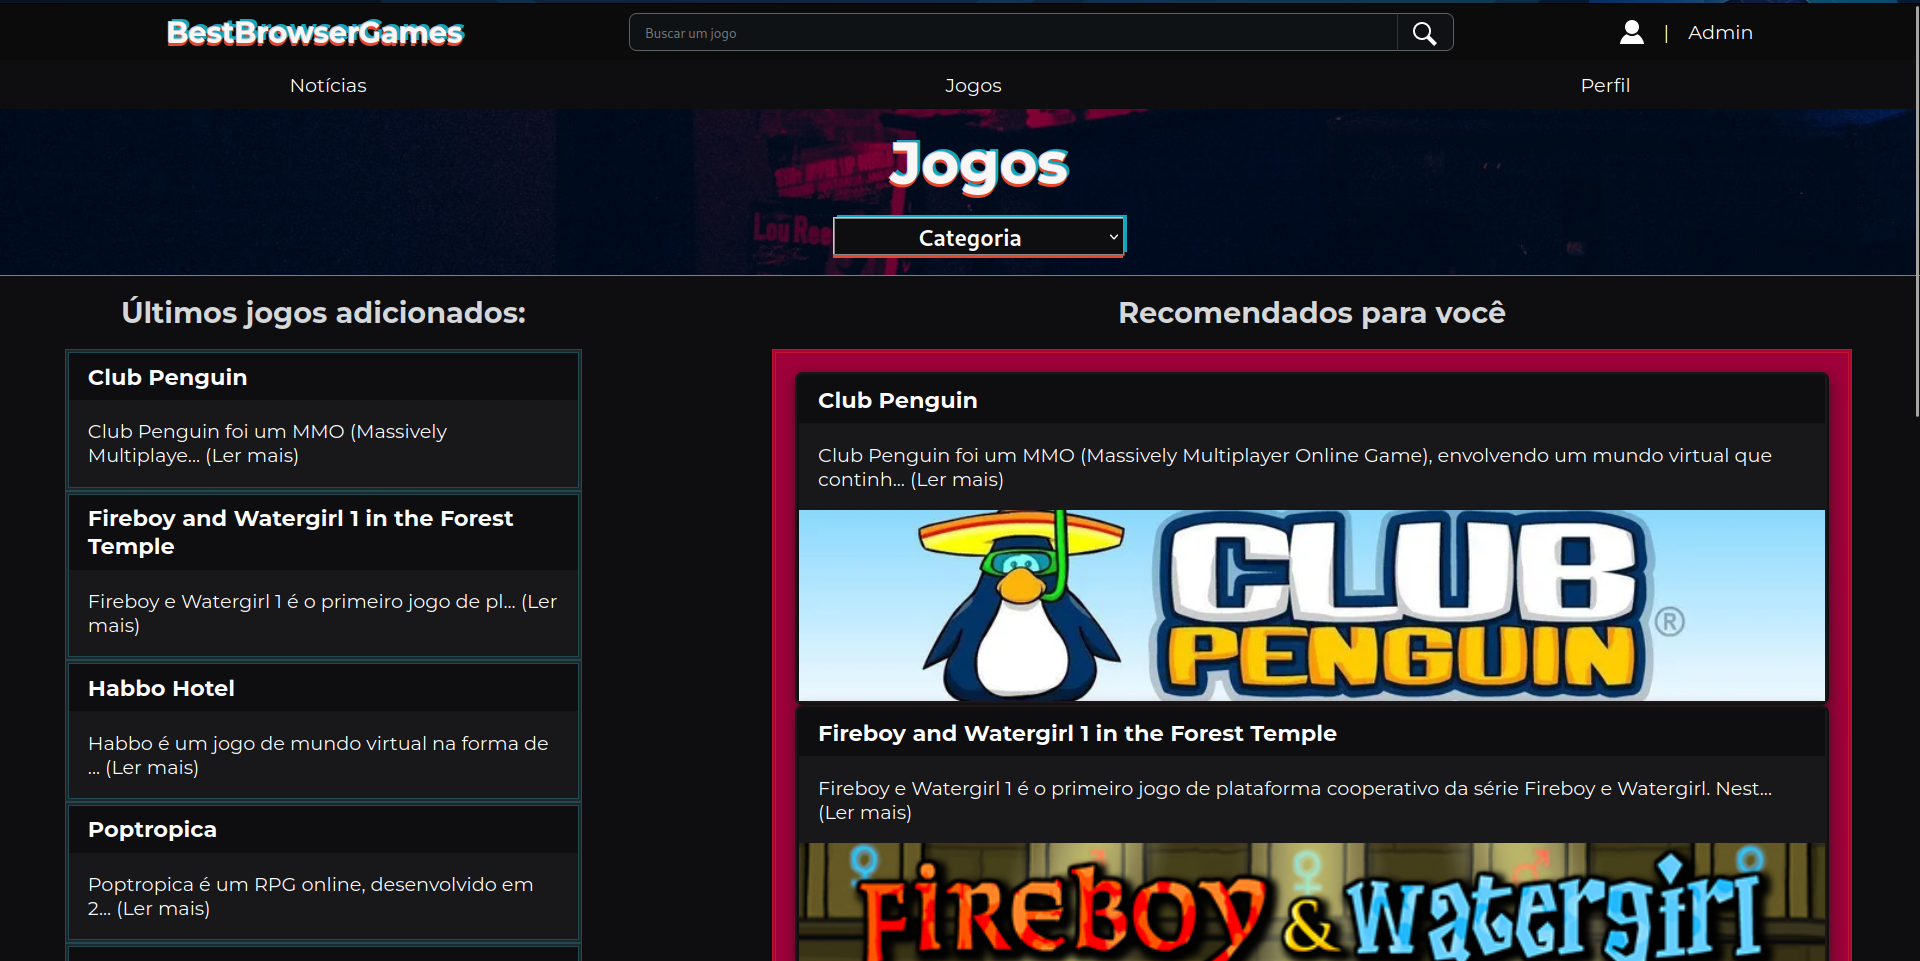 BestBrowserGames
Buscar um jogo
| Admin
Notícias
Jogos
Perfil
Jogos
Lou Ree
Categoria
Últimos jogos adicionados:
Club Penguin
Club Penguin foi um MMO (Massively
Multiplaye... (Ler mais)
Fireboy and Watergirl 1 in the Forest
Temple
Fireboy e Watergirl 1 é o primeiro jogo de pl... (Ler
mais)
Habbo Hotel
Habbo é um jogo de mundo virtual na forma de
... (Ler mais)
Poptropica
Poptropica é um RPG online, desenvolvido em
2... (Ler mais)
Recomendados para você
Club Penguin
Club Penguin foi um MMO (Massively Multiplayer Online Game), envolvendo um mundo virtual que
continh... (Ler mais)
CLUB
PENGUIN ®
Fireboy and Watergirl 1 in the Forest Temple
Fireboy e Watergirl 1 é o primeiro jogo de plataforma cooperativo da série Fireboy e Watergirl. Nest...
(Ler mais)
FIREBOY & WATERGIRL